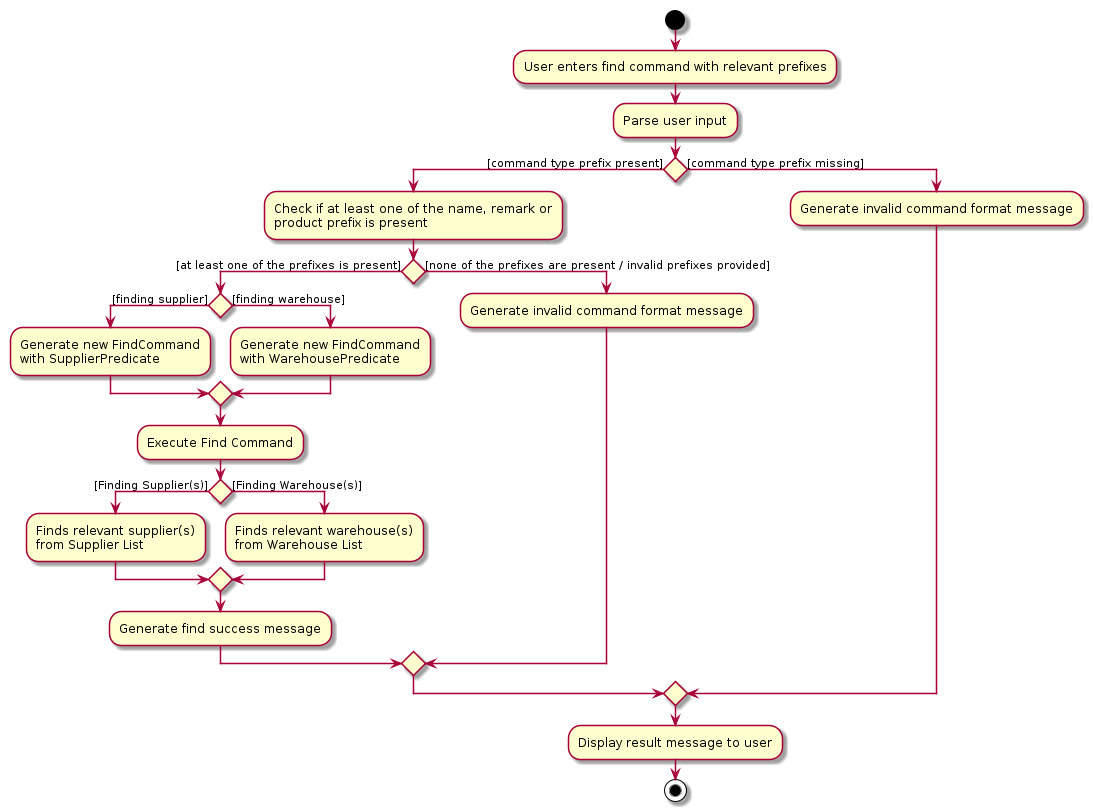 User enters find command with relevant prefixes
Parse user input
[command type prefix present]
[command type prefix missing]
Check if at least one of the name, remark or
product prefix is present
Generate invalid command format message
[at least one of the prefixes is present]
[none of the prefixes are present / invalid prefixes provided]
[finding supplier]
[finding warehouse]
Generate invalid command format message
Generate new FindCommand
with SupplierPredicate
Generate new FindCommand
with WarehousePredicate
Execute Find Command
[Finding Supplier(s)]
[Finding Warehouse(s)]
Finds relevant supplier(s)
from Supplier List
Finds relevant warehouse(s)
from Warehouse List
Generate find success message
Display result message to user